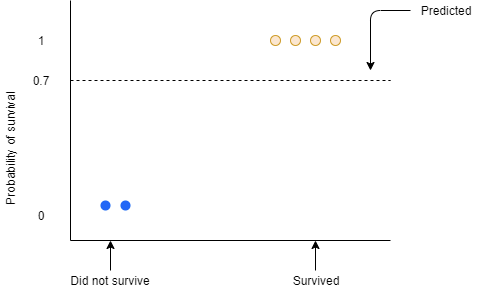 Predicted
1
0.7
Probability of survival
0
Did not survive
Survived